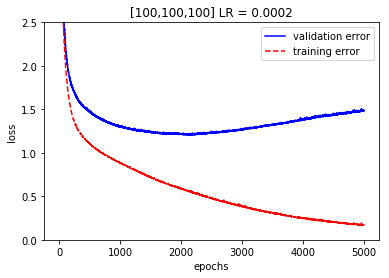 [100,100,100] LR = 0.0002
validation error
training error
loss
2.5
2.0
1.5
1.0
0.5
0.0
0 1000 2000 3000 4000 5000
epochs